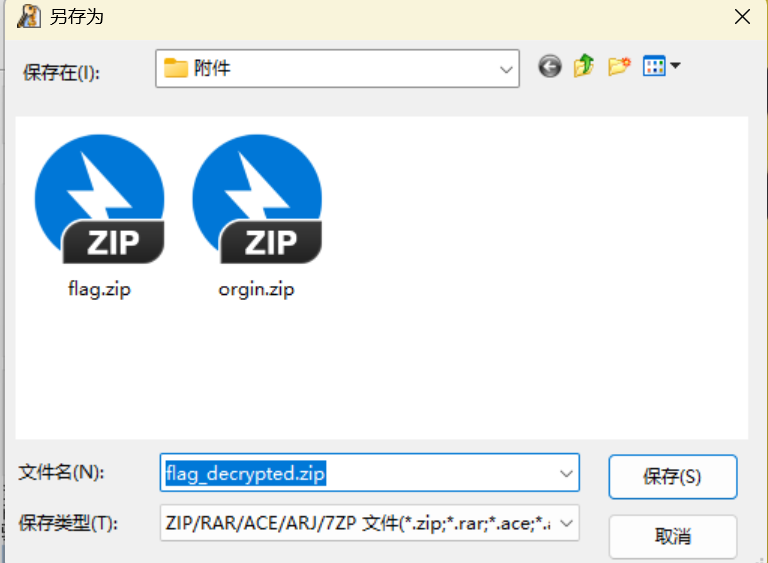 另存为
保存在(I):
附件
ZIP
ZIP
flag.zip
orgin.zip
文件名(N):
flag_decrypted.zip
保存(S)
保存类型(T):
ZIP/RAR/ACE/ARJ/7ZP 文件(*.zip;*.rar;*.ace;*.
取消